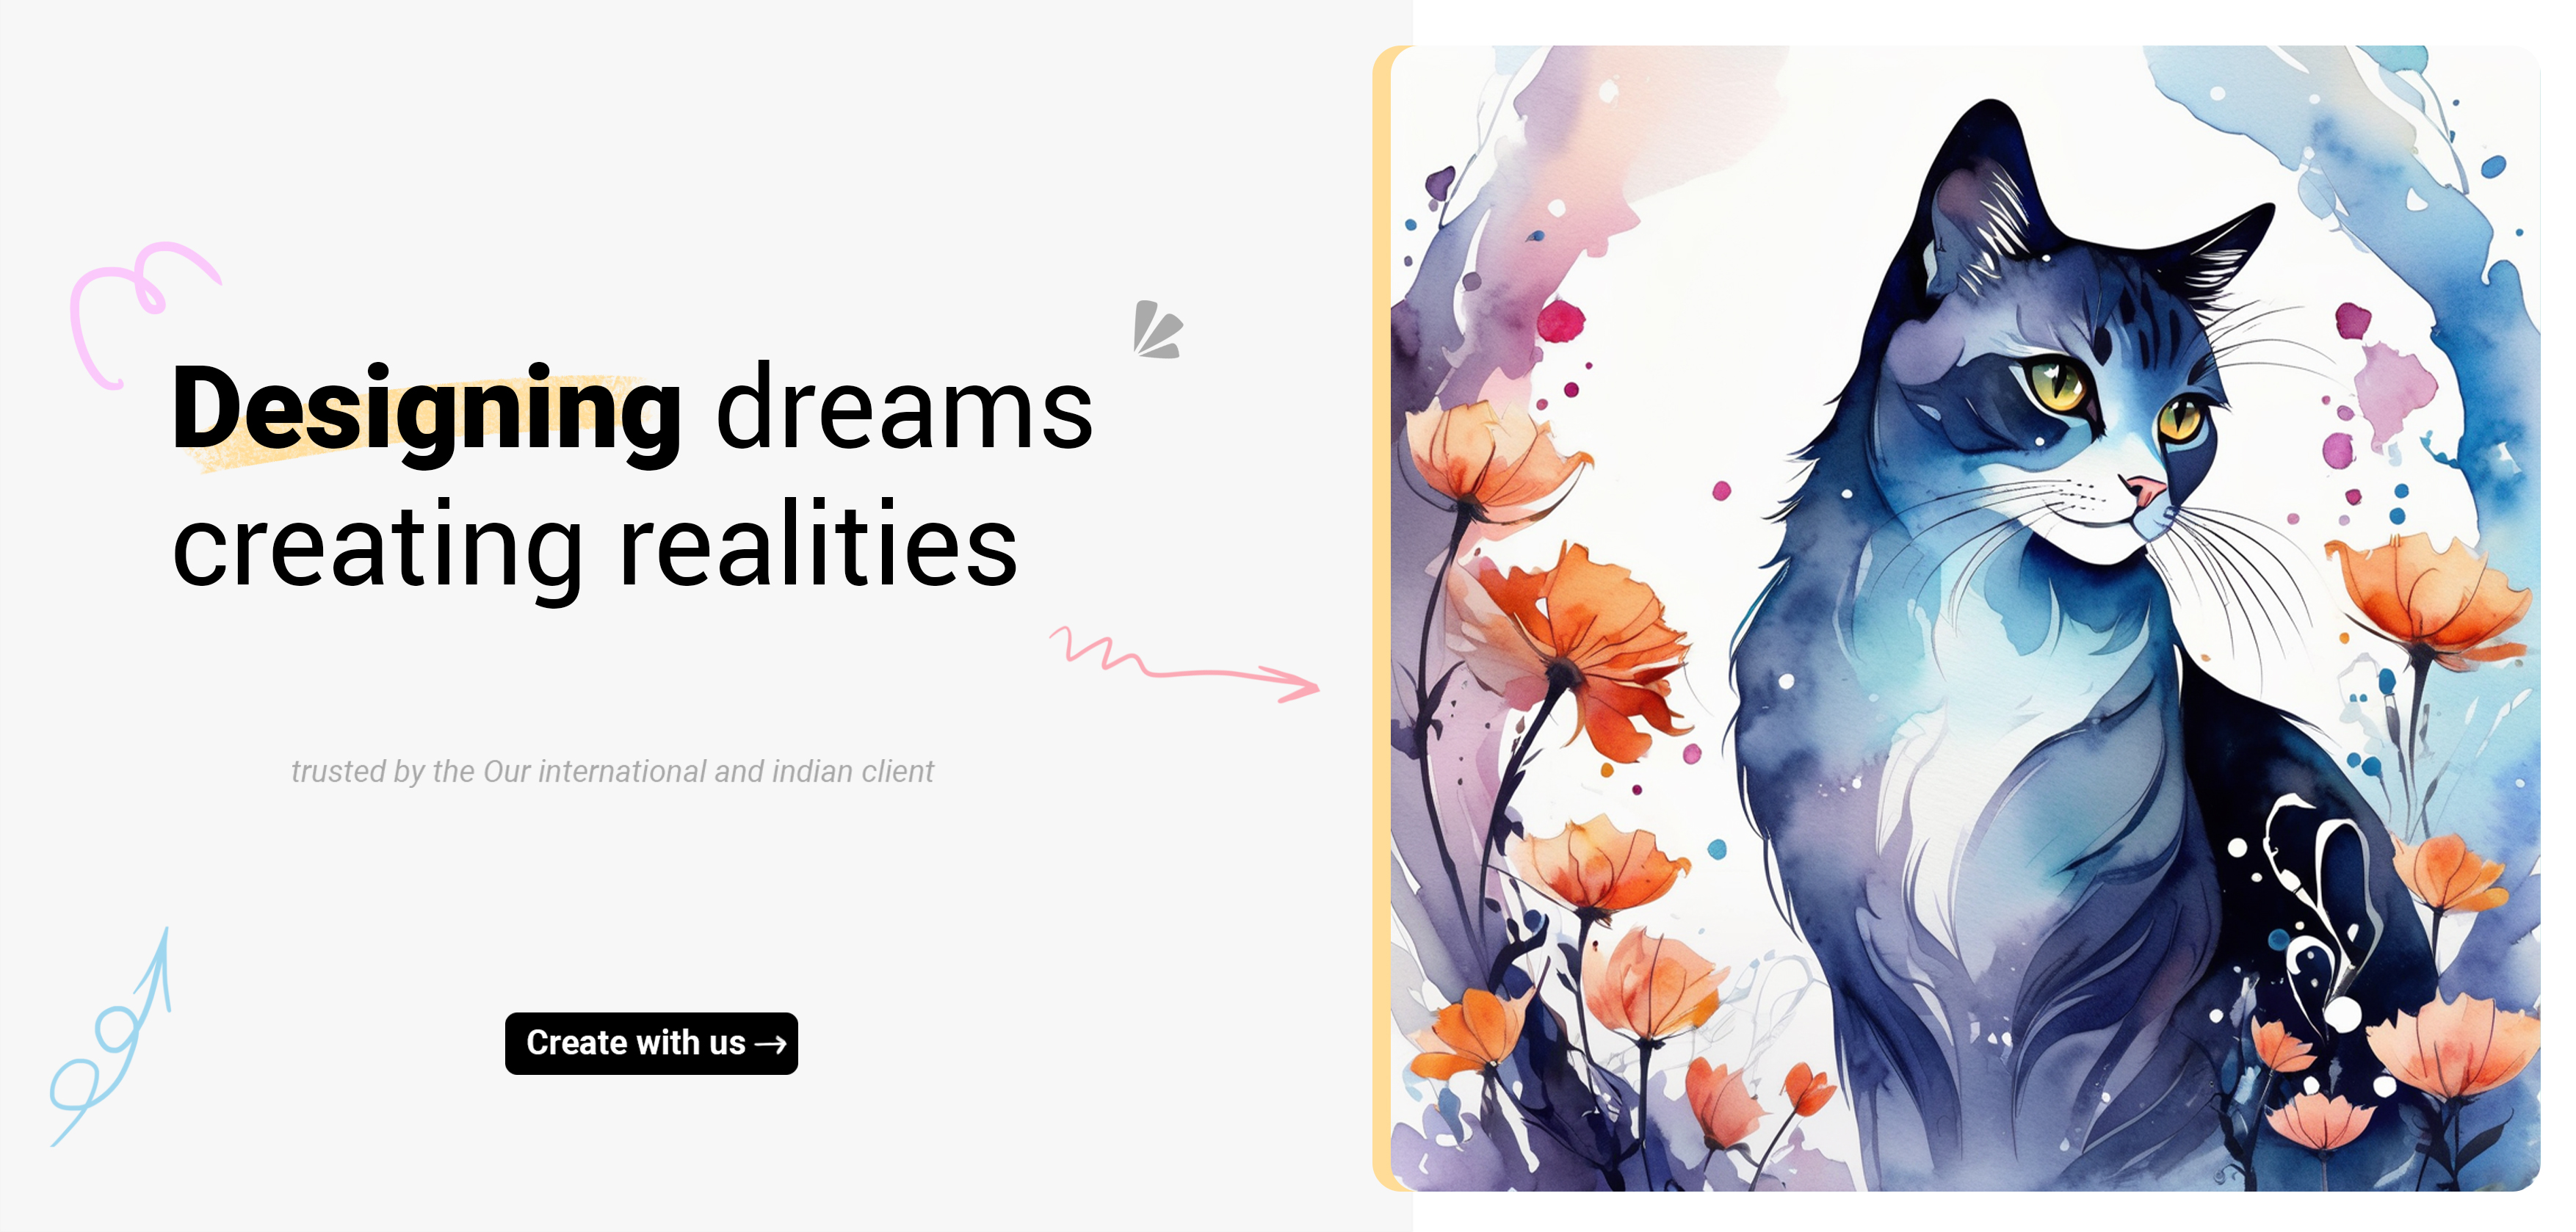 Designing dreams
creating realities
trusted by the Our international and indian client
Create with us →